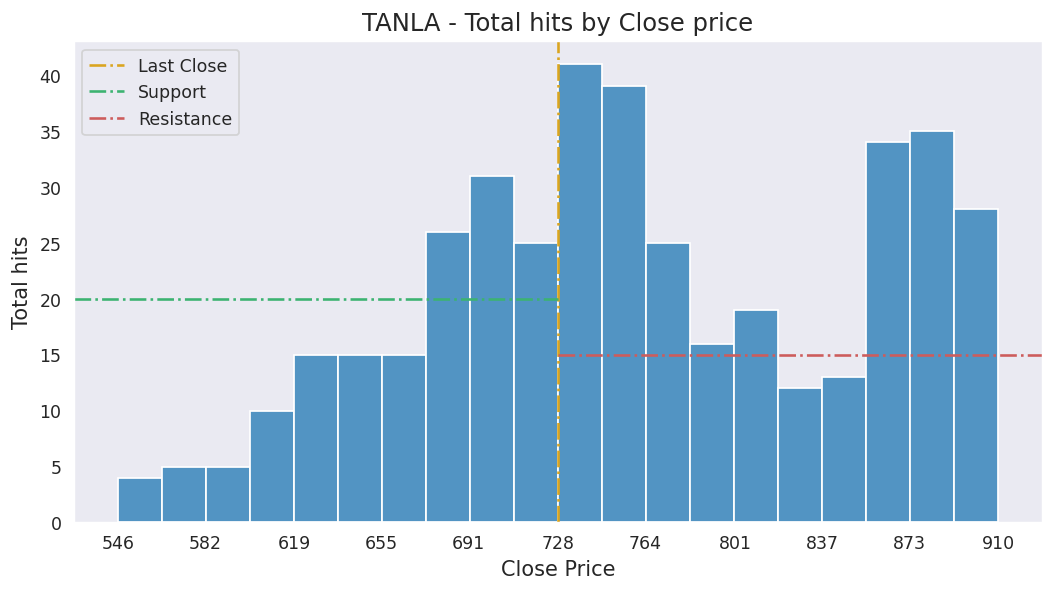 TANLA - Total hits by Close price
Last Close
Support
Resistance
Total hits
40
35
30
25
20
15
10
5
0
546 582 619 655 691 728 764 801 837 873 910
Close Price